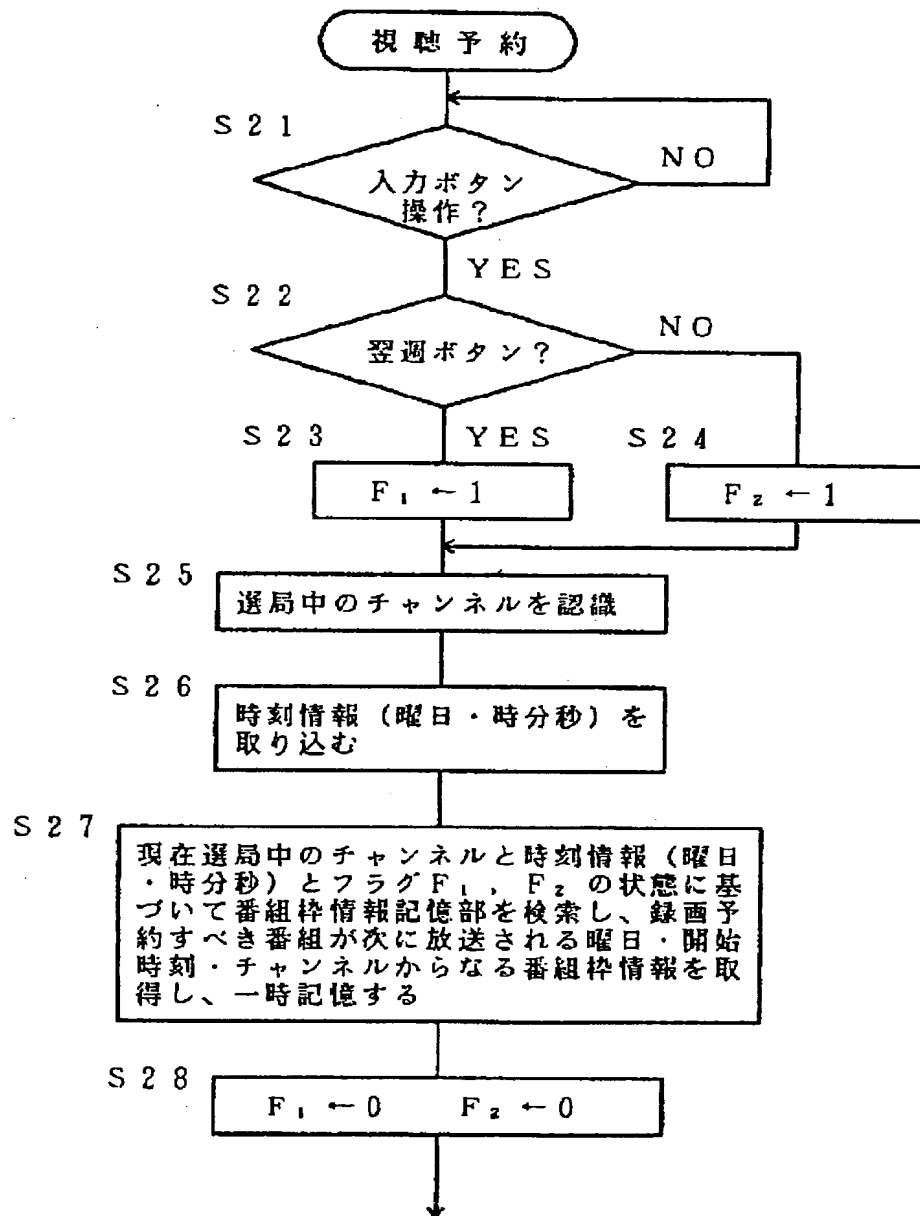 視聴予約
S21
NO
入力ボタン
操作?
YES
S22
NO
翌週ボタン?
S23
YES
S24
F₁ ←1
F₂ ←1
S25
選局中のチャンネルを認識
S26
時刻情報(曜日・時分秒)を
取り込む
S27
現在選局中のチャンネルと時刻情報(曜日
・時分秒)とフラグF₁,F₂の状態に基
づいて番組枠情報記憶部を検索し、録画予
約すべき番組が次に放送される曜日・開始
時刻・チャンネルからなる番組枠情報を取
得し、一時記憶する
S28
F₁ ←0 F₂ ←0